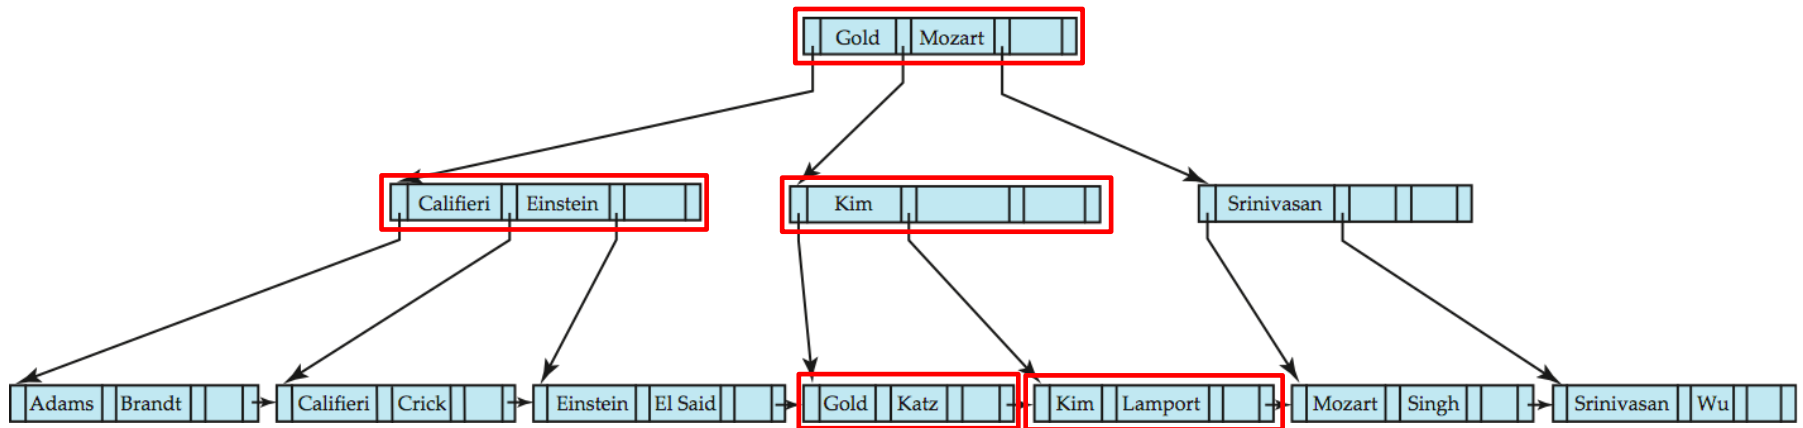 Gold Mozart
Califieri Einstein
Kim
Srinivasan
Adams Brandt
Califieri Crick
Einstein El Said
Gold Katz
Kim Lamport
Mozart Singh
Srinivasan Wu